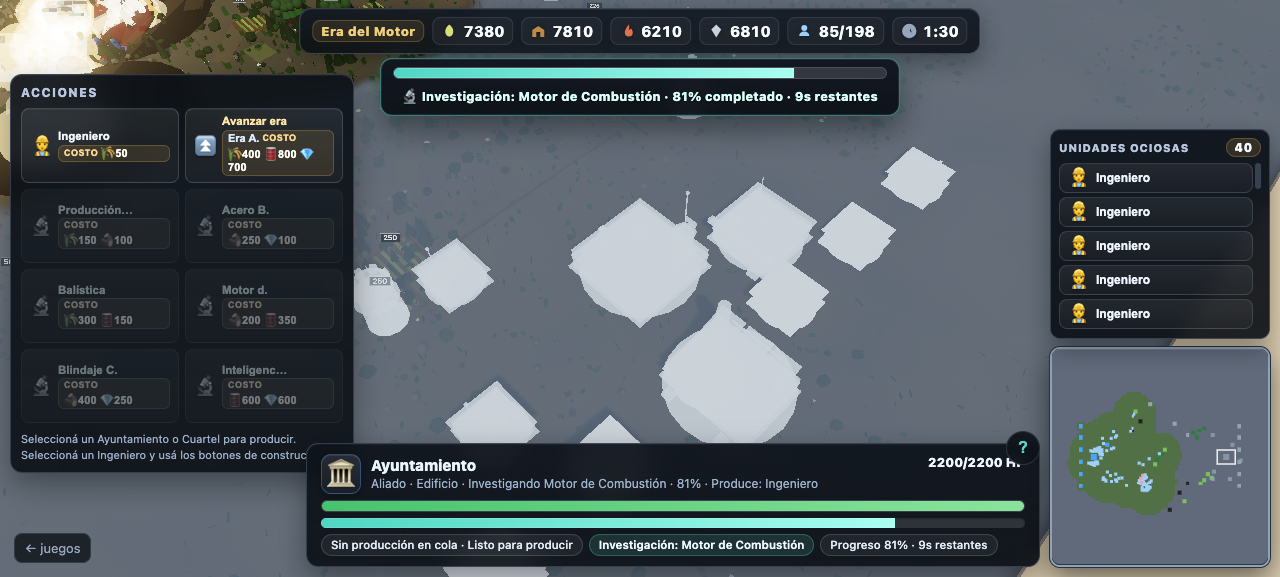 Era del Motor 7380 7810 6210 6810 85/198 1:30
Investigación: Motor de Combustión · 81% completado · 9s restantes
ACCIONES
Ingeniero
COSTO 50
Avanzar era
Era A. COSTO
400 800
700
Producción...
COSTO
150 100
Acero B.
COSTO
250 100
Balística
COSTO
300 150
Motor d.
COSTO
200 350
Blindaje C.
COSTO
400 250
Inteligenc...
COSTO
600 600
Seleccioná un Ayuntamiento o Cuartel para producir.
Seleccioná un Ingeniero y usá los botones de construc
← juegos
226
250
260
UNIDADES OCIOSAS 40
Ingeniero
Ingeniero
Ingeniero
Ingeniero
Ingeniero
?
Ayuntamiento
2200/2200
Aliado · Edificio · Investigando Motor de Combustión · 81% · Produce: Ingeniero
Sin producción en cola · Listo para producir
Investigación: Motor de Combustión
Progreso 81% · 9s restantes